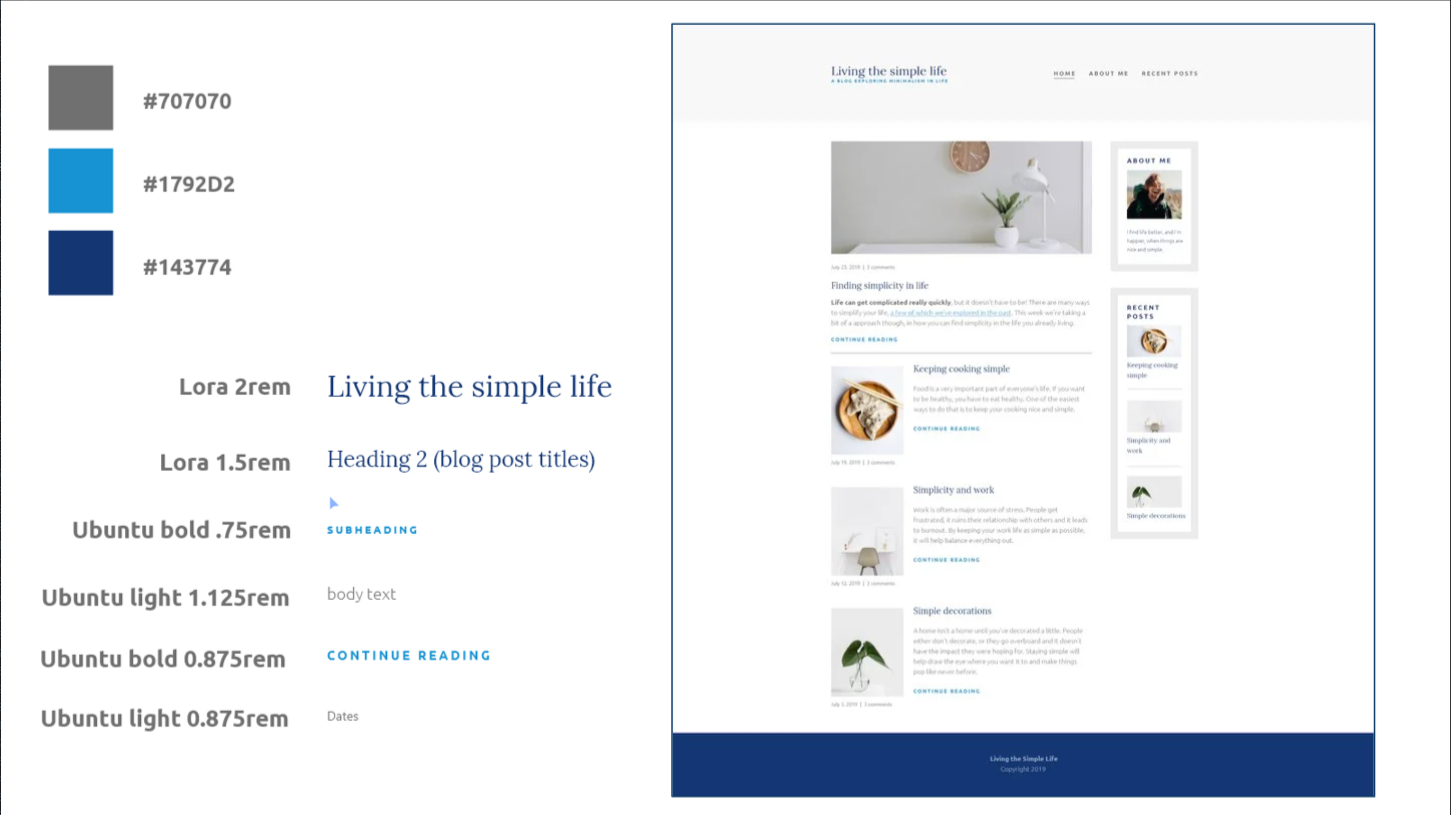 #707070
#1792D2
#143774
Lora 2rem
Living the simple life
Lora 1.5rem
Heading 2 (blog post titles)
Ubuntu bold .75rem
SUBHEADING
Ubuntu light 1.125rem
body text
Ubuntu bold 0.875rem
CONTINUE READING
Ubuntu light 0.875rem
Dates
Living the simple life
A BLOG EXPLORING MINIMALISM IN LIFE
HOME
ABOUT ME
RECENT POSTS
July 23, 2019 | 3 comments
Finding simplicity in life
Life can get complicated really quickly, but it doesn't have to be! There are many ways
to simplify your life, a few of which we've explored in the past. This week we're taking a
bit of a approach though, in how you can find simplicity in the life you already living.
CONTINUE READING
Keeping cooking simple
Food is a very important part of everyone's life. If you want
to be healthy, you have to eat healthy. One of the easiest
ways to do that is to keep your cooking nice and simple.
CONTINUE READING
July 19, 2019 | 3 comments
Simplicity and work
Work is often a major source of stress. People get
frustrated, it ruins their relationship with others and it leads
to burnout. By keeping your work life as simple as possible,
it will help balance everything out.
CONTINUE READING
July 12, 2019 | 3 comments
Simple decorations
A home isn't a home until you've decorated a little. People
either don't decorate, or they go overboard and it doesn't
have the impact they were hoping for. Staying simple will
help draw the eye where you want it to and make things
pop like never before.
CONTINUE READING
July 3, 2019 | 3 comments
ABOUT ME
I find life better, and I'm
happier, when things are
nice and simple.
RECENT
POSTS
Keeping cooking
simple
Simplicity and
work
Simple decorations
Living the Simple Life
Copyright 2019